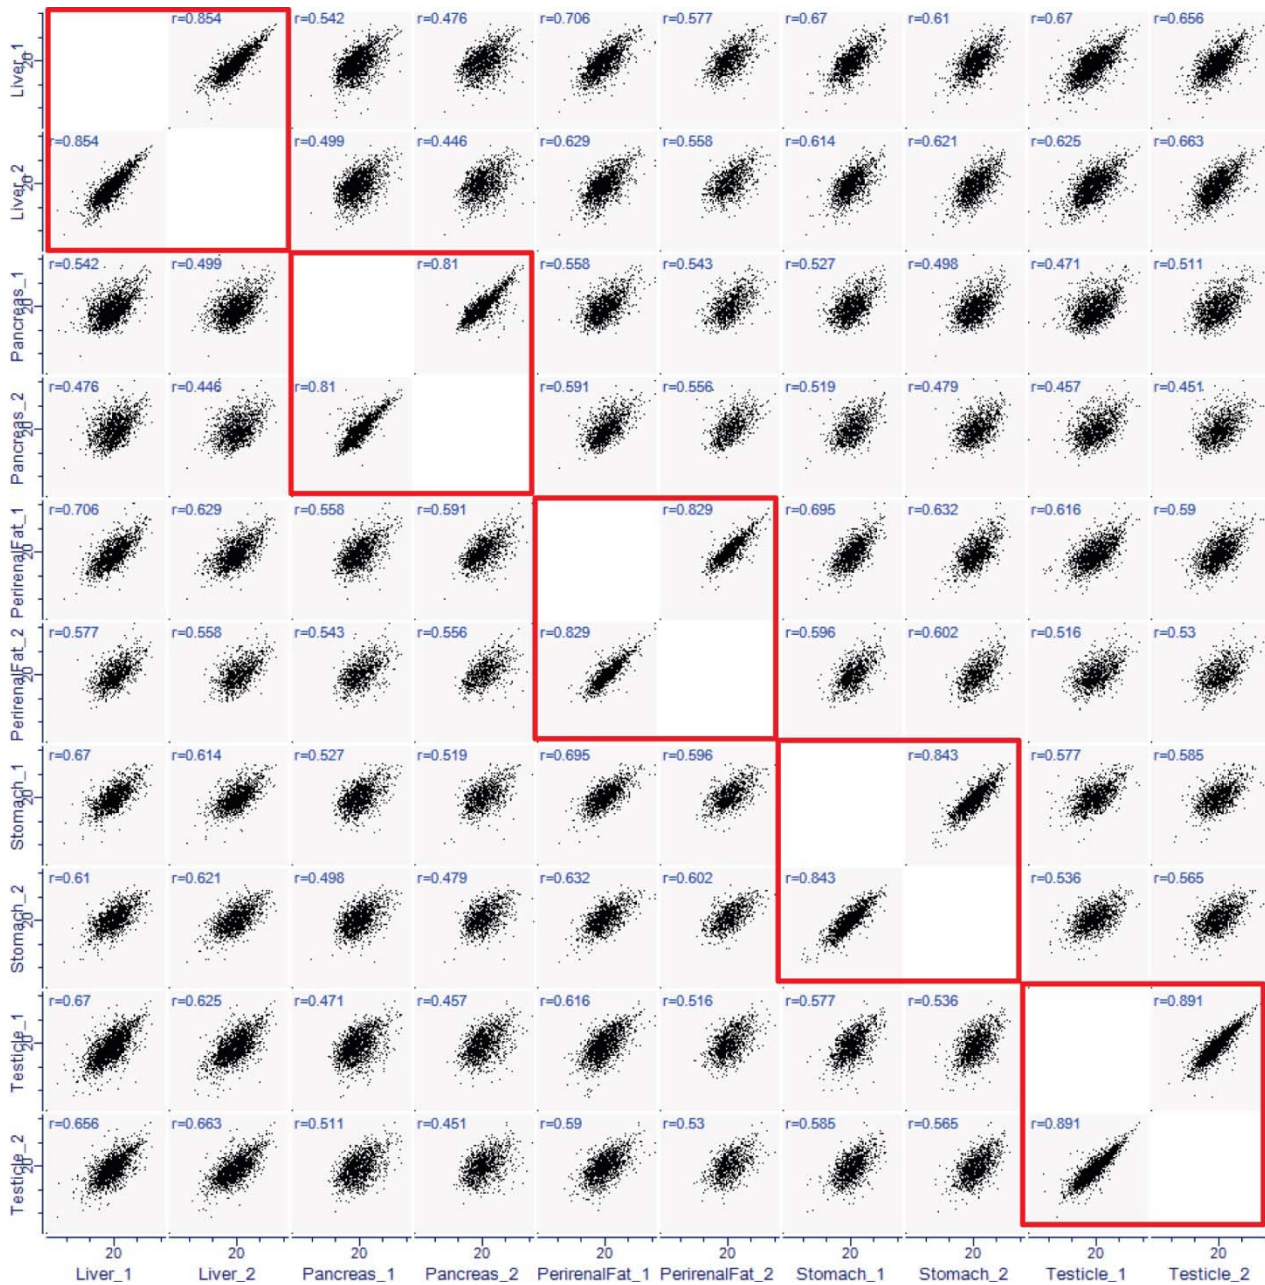 r=0.854 r=0.542 r=0.476 r=0.706 r=0.577 r=0.67 r=0.61 r=0.67 r=0.656
Liver_1
20
r=0.854 r=0.499 r=0.446 r=0.629 r=0.558 r=0.614 r=0.621 r=0.625 r=0.663
Liver_2
20
r=0.542 r=0.499 r=0.81 r=0.558 r=0.543 r=0.527 r=0.498 r=0.471 r=0.511
Pancreas_1
20
r=0.476 r=0.446 r=0.81 r=0.591 r=0.556 r=0.519 r=0.479 r=0.457 r=0.451
Pancreas_2
20
r=0.706 r=0.629 r=0.558 r=0.591 r=0.829 r=0.695 r=0.632 r=0.616 r=0.59
PerirenalFat_1
20
r=0.577 r=0.558 r=0.543 r=0.556 r=0.829 r=0.596 r=0.602 r=0.516 r=0.53
PerirenalFat_2
20
r=0.67 r=0.614 r=0.527 r=0.519 r=0.695 r=0.596 r=0.843 r=0.577 r=0.585
Stomach_1
20
r=0.61 r=0.621 r=0.498 r=0.479 r=0.632 r=0.602 r=0.843 r=0.536 r=0.565
Stomach_2
20
r=0.67 r=0.625 r=0.471 r=0.457 r=0.616 r=0.516 r=0.577 r=0.536 r=0.891
Testicle_1
20
r=0.656 r=0.663 r=0.511 r=0.451 r=0.59 r=0.53 r=0.585 r=0.565 r=0.891
Testicle_2
20
20 20 20 20 20 20 20 20 20 20
Liver_1 Liver_2 Pancreas_1 Pancreas_2 PerirenalFat_1 PerirenalFat_2 Stomach_1 Stomach_2 Testicle_1 Testicle_2